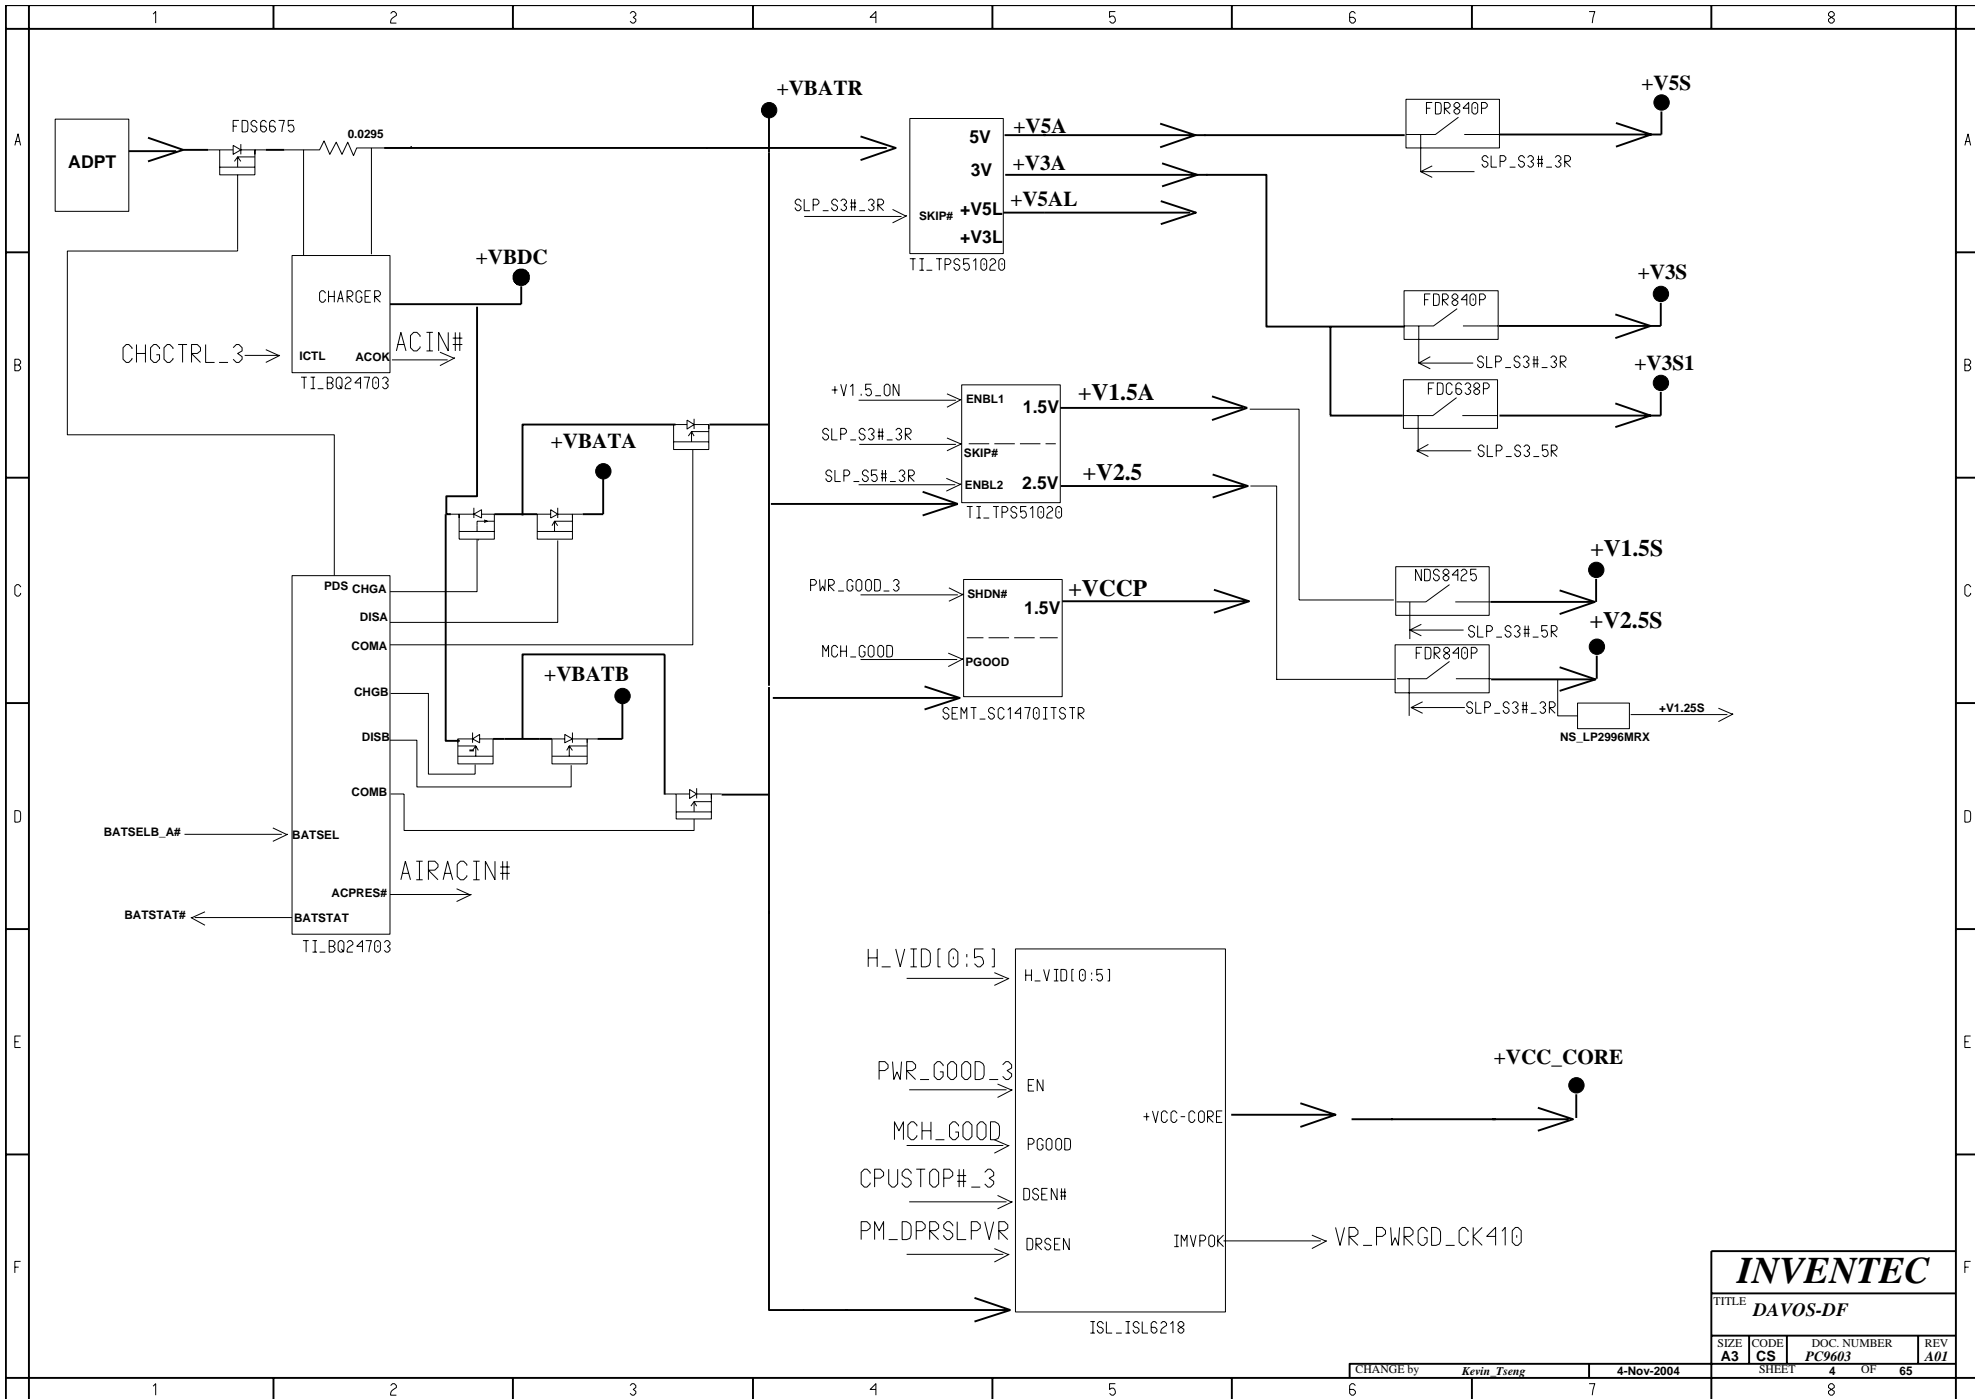 1 2 3 4 5 6 7 8
A
+VBATR
+V5S
FDS6675
0.0295
ADPT
5V
+V5A
FDR840P
3V
+V3A
SLP_S3#_3R
SLP_S3#_3R
SKIP#
+V5L
+V5AL
+V3L
TI_TPS51020
A
B
+VBDC
+V3S
CHARGER
FDR840P
CHGCTRL_3
ICTL
ACOK
ACIN#
TI_BQ24703
SLP_S3#_3R
+V3S1
+V1.5_ON
ENBL1
1.5V
+V1.5A
FDC638P
SLP_S3#_3R
SKIP#
SLP_S3_5R
+VBATA
SLP_S5#_3R
ENBL2
2.5V
+V2.5
TI_TPS51020
B
C
+V1.5S
PDS
CHGA
DISA
COMA
PWR_GOOD_3
SHDN#
1.5V
+VCCP
NDS8425
+V2.5S
SLP_S3#_5R
MCH_GOOD
PGOOD
FDR840P
+VBATB
CHGB
SEMT_SC1470ITSTR
SLP_S3#_3R
+V1.25S
NS_LP2996MRX
C
D
DISB
COMB
BATSELB_A#
BATSEL
AIRACIN#
ACPRES#
BATSTAT#
BATSTAT
TI_BQ24703
D
E
H_VID[0:5]
H_VID[0:5]
PWR_GOOD_3
EN
+VCC_CORE
+VCC-CORE
MCH_GOOD
PGOOD
E
F
CPUSTOP#_3
DSEN#
PM_DPRSLPVR
DRSEN
IMVPOK
VR_PWRGD_CK410
ISL_ISL6218
F
INVENTEC
TITLE
DAVOS-DF
SIZE CODE DOC. NUMBER REV
A3 CS PC9603 A01
CHANGE by Kevin_Tseng 4-Nov-2004 SHEET 4 OF 65
1 2 3 4 5 6 7 8